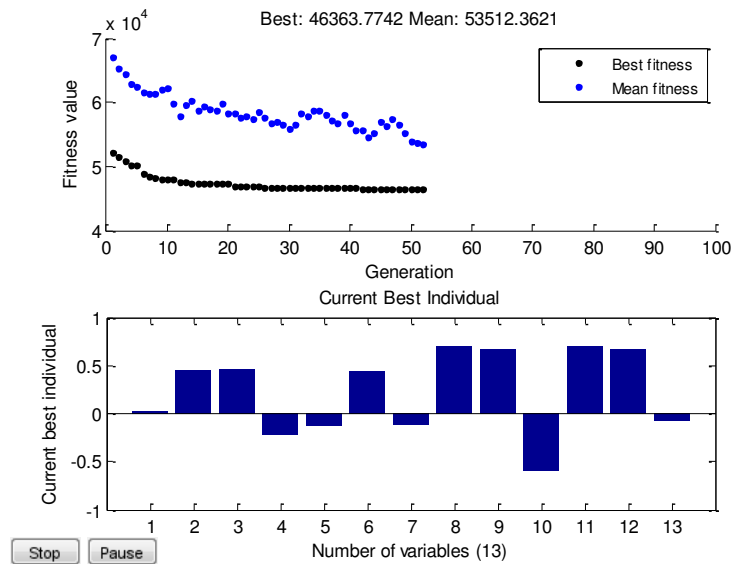 Best: 46363.7742 Mean: 53512.3621
x 10^4
7
6
5
4
Fitness value
Best fitness
Mean fitness
0 10 20 30 40 50 60 70 80 90 100
Generation
Current Best Individual
1
0.5
0
-0.5
-1
Current best individual
1 2 3 4 5 6 7 8 9 10 11 12 13
Number of variables (13)
Stop Pause